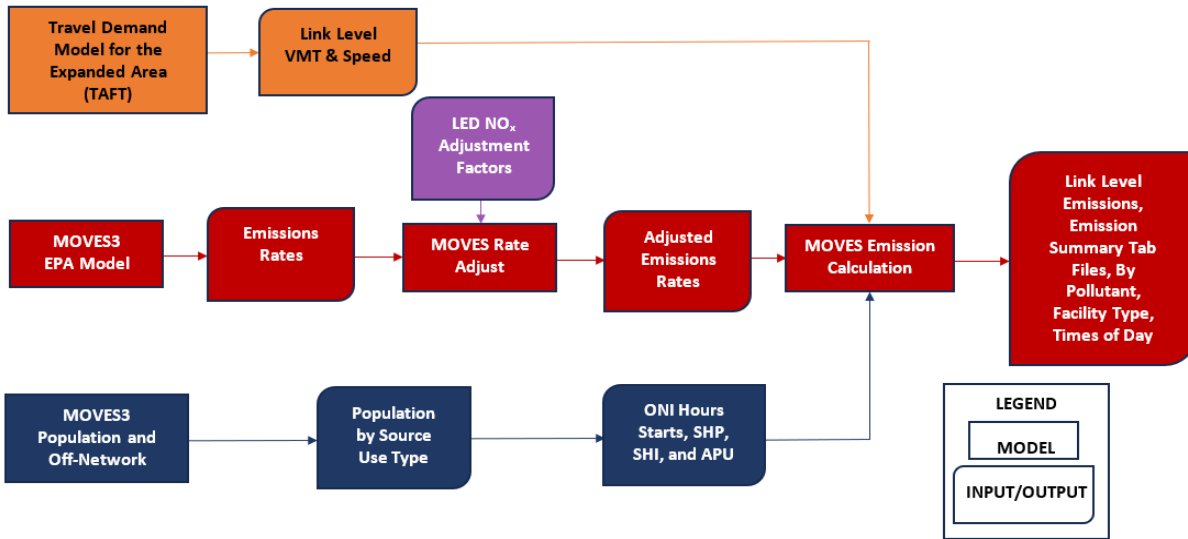 Travel Demand
Model for the
Expanded Area
(TAFT)
Link Level
VMT & Speed
LED NOₓ
Adjustment
Factors
MOVES3
EPA Model
Emissions
Rates
MOVES Rate
Adjust
Adjusted
Emissions
Rates
MOVES Emission
Calculation
Link Level
Emissions,
Emission
Summary Tab
Files, By
Pollutant,
Facility Type,
Times of Day
MOVES3
Population and
Off-Network
Population
by Source
Use Type
ONI Hours
Starts, SHP,
SHI, and APU
LEGEND
MODEL
INPUT/OUTPUT